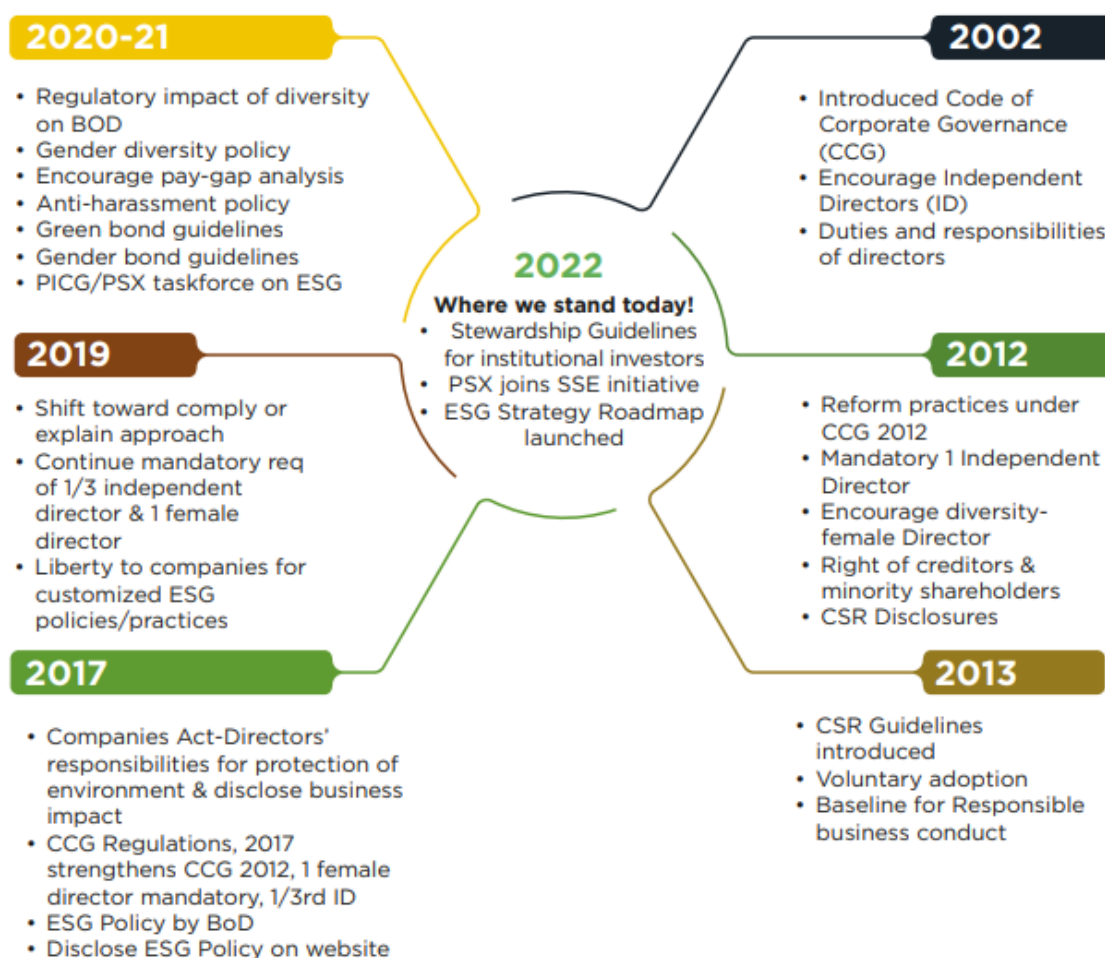 2002
• Introduced Code of
Corporate Governance
(CCG)
• Encourage Independent
Directors (ID)
• Duties and responsibilities
of directors
2012
• Reform practices under
CCG 2012
• Mandatory 1 Independent
Director
• Encourage diversity-
female Director
• Right of creditors &
minority shareholders
• CSR Disclosures
2013
• CSR Guidelines
introduced
• Voluntary adoption
• Baseline for Responsible
business conduct
2017
• Companies Act-Directors’
responsibilities for protection of
environment & disclose business
impact
• CCG Regulations, 2017
strengthens CCG 2012, 1 female
director mandatory, 1/3rd ID
• ESG Policy by BoD
• Disclose ESG Policy on website
2019
• Shift toward comply or
explain approach
• Continue mandatory req
of 1/3 independent
director & 1 female
director
• Liberty to companies for
customized ESG
policies/practices
2020-21
• Regulatory impact of diversity
on BOD
• Gender diversity policy
• Encourage pay-gap analysis
• Anti-harassment policy
• Green bond guidelines
• Gender bond guidelines
• PICG/PSX taskforce on ESG
2022
Where we stand today!
• Stewardship Guidelines
for institutional investors
• PSX joins SSE initiative
• ESG Strategy Roadmap
launched